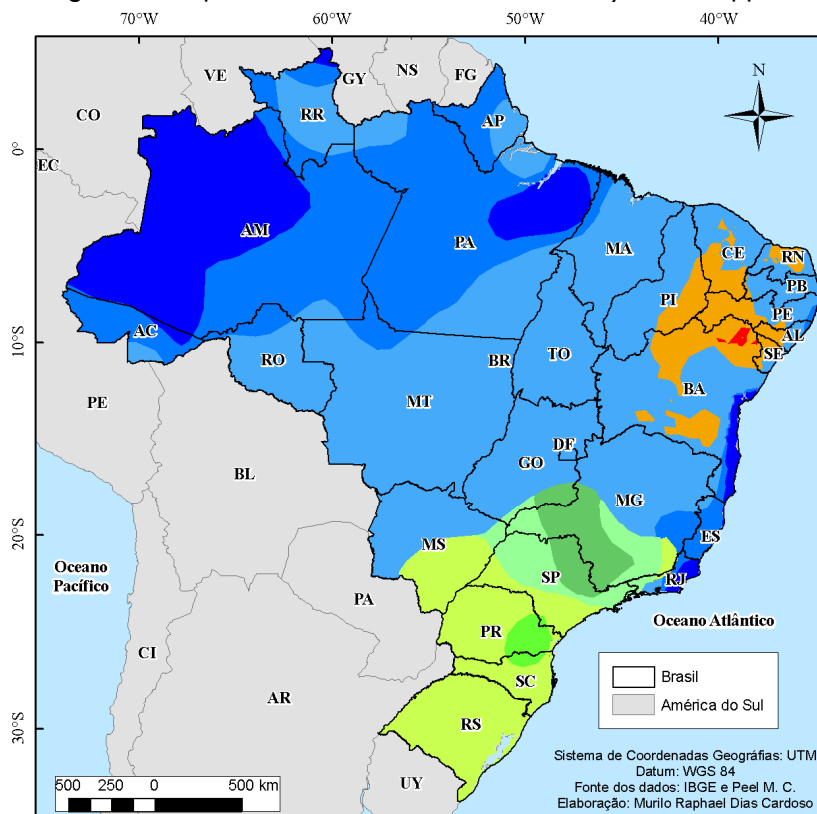 70°W 60°W 50°W 40°W
N
VE
GY
NS
FG
CO
RR
AP
0°
EC
AM
PA
MA
CE
RN
PB
PI
PE
AC
AL
10°S
SE
RO
BR
TO
BA
PE
MT
DF
GO
BL
MG
MS
ES
20°S
Oceano
Pacífico
SP
RJ
PA
Oceano Atlântico
PR
CI
SC
Brasil
AR
América do Sul
RS
30°S
UY
Sistema de Coordenadas Geográfias: UTM
Datum: WGS 84
Fonte dos dados: IBGE e Peel M. C.
Elaboração: Murilo Raphael Dias Cardoso
500 250 0 500 km